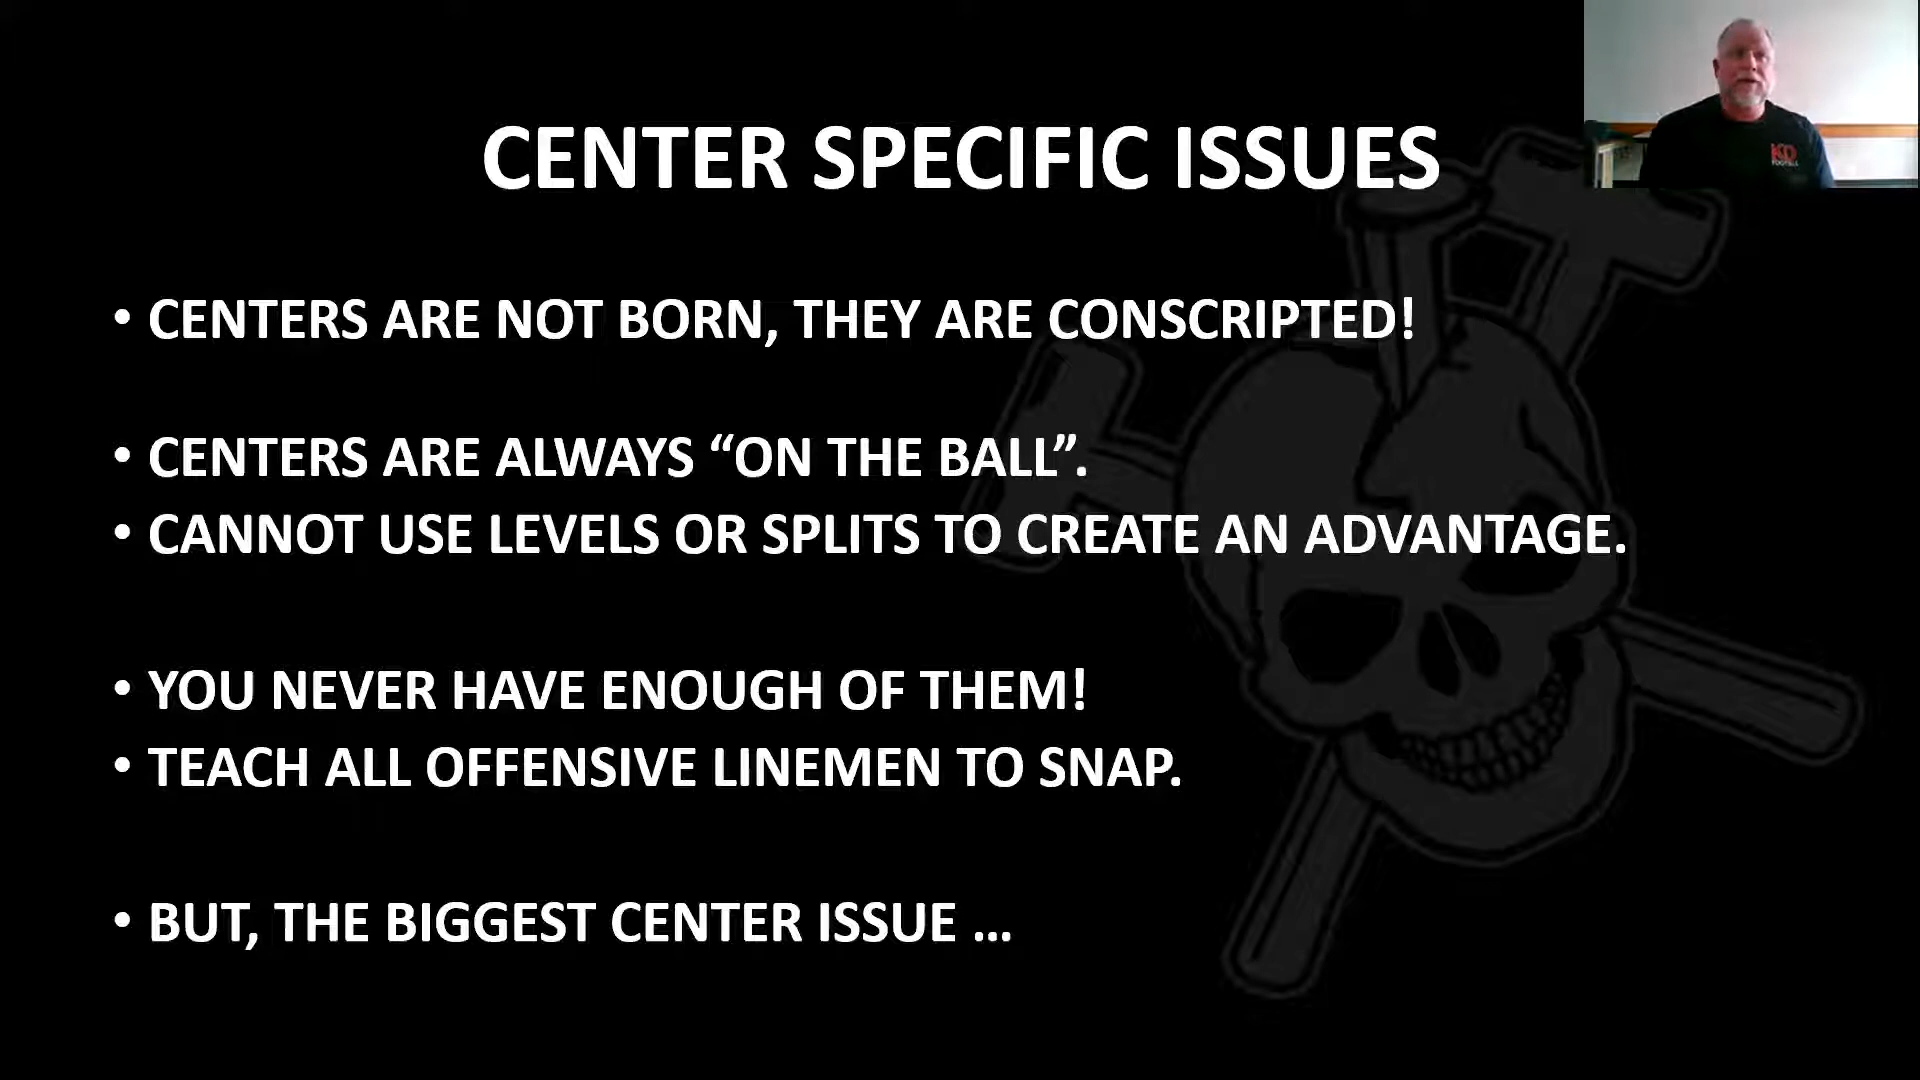 CENTER SPECIFIC ISSUES
• CENTERS ARE NOT BORN, THEY ARE CONSCRIPTED!
• CENTERS ARE ALWAYS “ON THE BALL”.
• CANNOT USE LEVELS OR SPLITS TO CREATE AN ADVANTAGE.
• YOU NEVER HAVE ENOUGH OF THEM!
• TEACH ALL OFFENSIVE LINEMEN TO SNAP.
• BUT, THE BIGGEST CENTER ISSUE …
KD
FOOTBALL